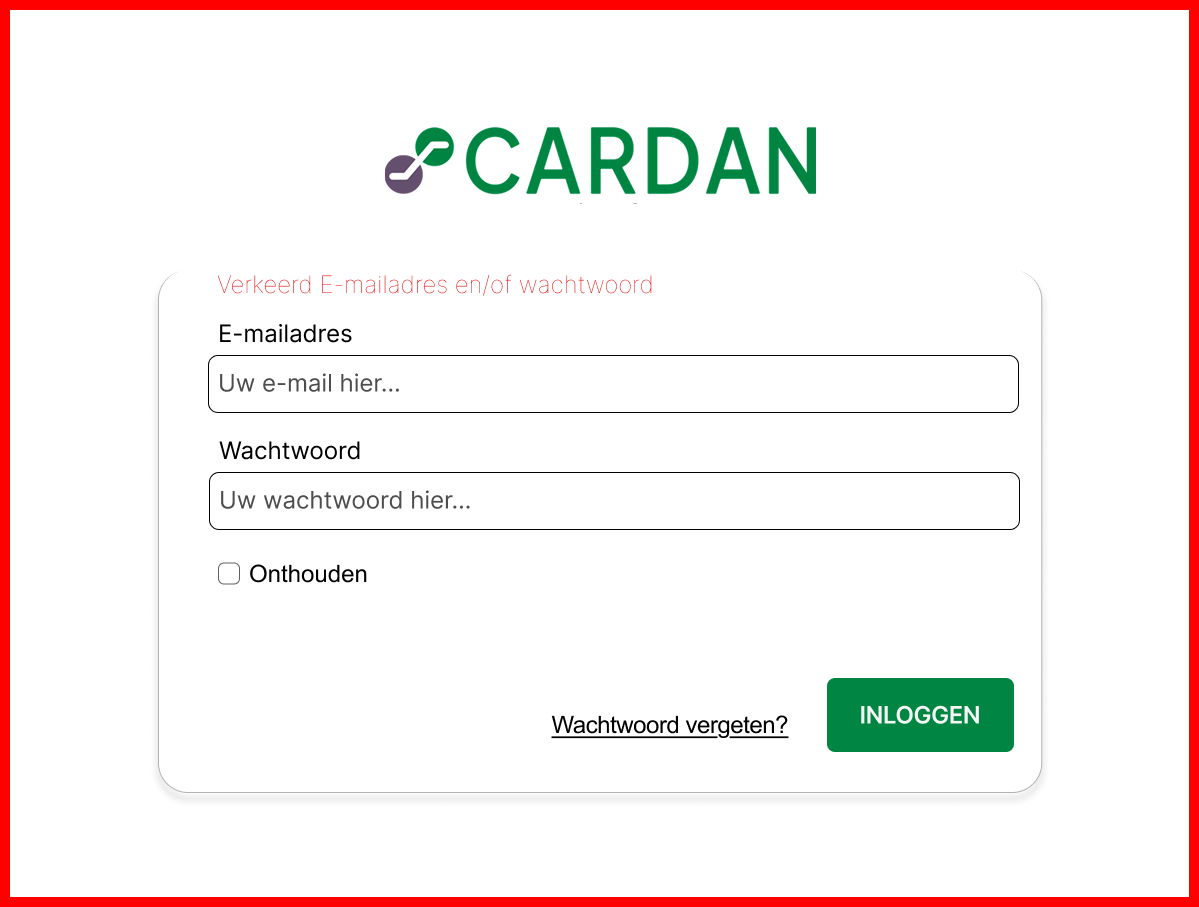 CARDAN
Verkeerd E-mailadres en/of wachtwoord
E-mailadres
Uw e-mail hier...
Wachtwoord
Uw wachtwoord hier...
Onthouden
Wachtwoord vergeten?
INLOGGEN